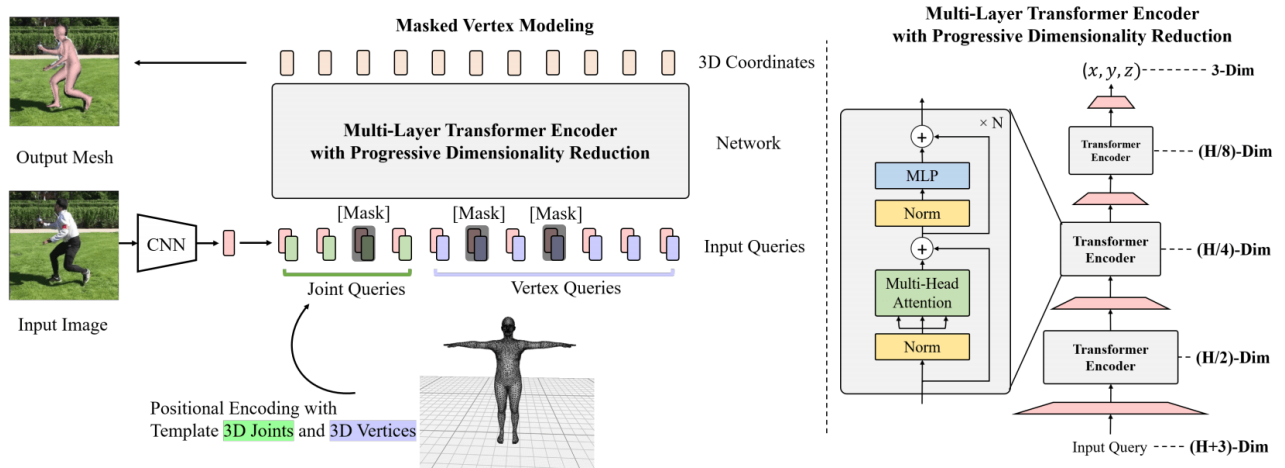 Masked Vertex Modeling
3D Coordinates
Multi-Layer Transformer Encoder
with Progressive Dimensionality Reduction
Network
Output Mesh
[Mask]
[Mask]
[Mask]
CNN
Input Queries
Joint Queries
Vertex Queries
Input Image
Positional Encoding with
Template 3D Joints and 3D Vertices
Multi-Layer Transformer Encoder
with Progressive Dimensionality Reduction
(x, y, z)
3-Dim
× N
+
MLP
Norm
+
Multi-Head
Attention
Norm
Transformer
Encoder
(H/8)-Dim
Transformer
Encoder
(H/4)-Dim
Transformer
Encoder
(H/2)-Dim
Input Query
(H+3)-Dim